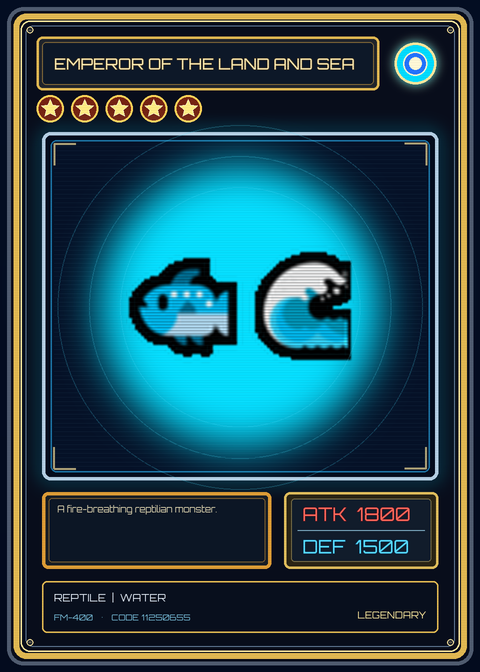 EMPEROR OF THE LAND AND SEA
A fire-breathing reptilian monster.
ATK 1800
DEF 1500
REPTILE | WATER
FM-400 · CODE 11250655
LEGENDARY